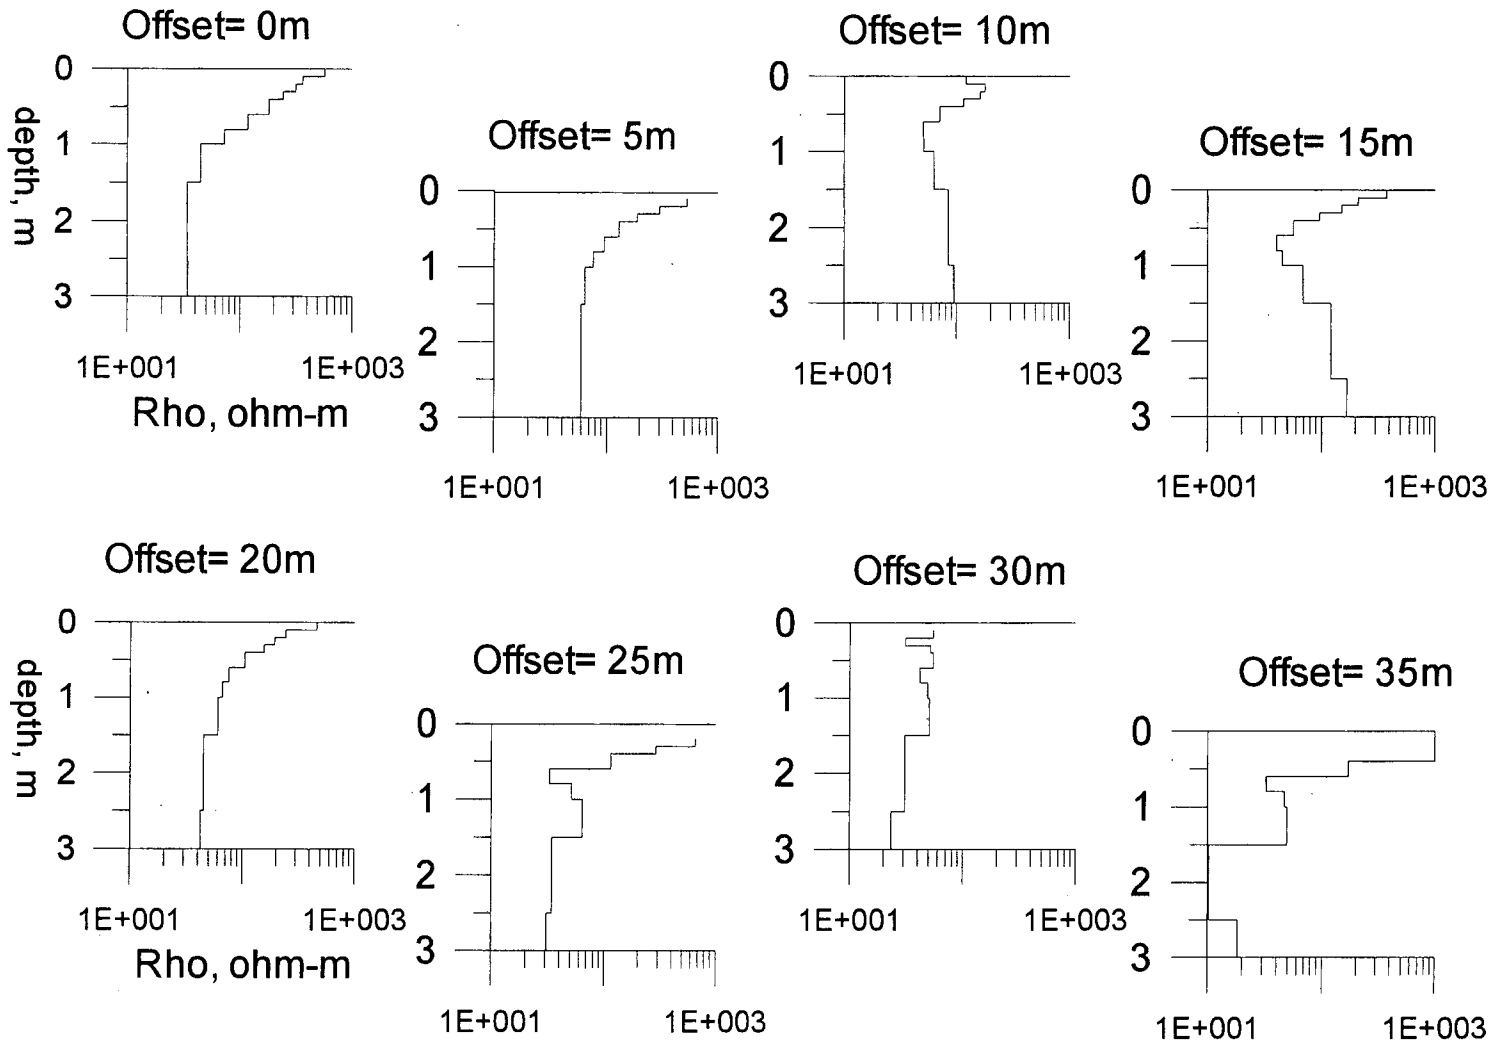 Offset= 0m
0
1
2
3
depth, m
1E+001
1E+003
Rho, ohm-m
Offset= 5m
0
1
2
3
1E+001
1E+003
Offset= 10m
0
1
2
3
1E+001
1E+003
Offset= 15m
0
1
2
3
1E+001
1E+003
Offset= 20m
0
1
2
3
depth, m
1E+001
1E+003
Rho, ohm-m
Offset= 25m
0
1
2
3
1E+001
1E+003
Offset= 30m
0
1
2
3
1E+001
1E+003
Offset= 35m
0
1
2
3
1E+001
1E+003